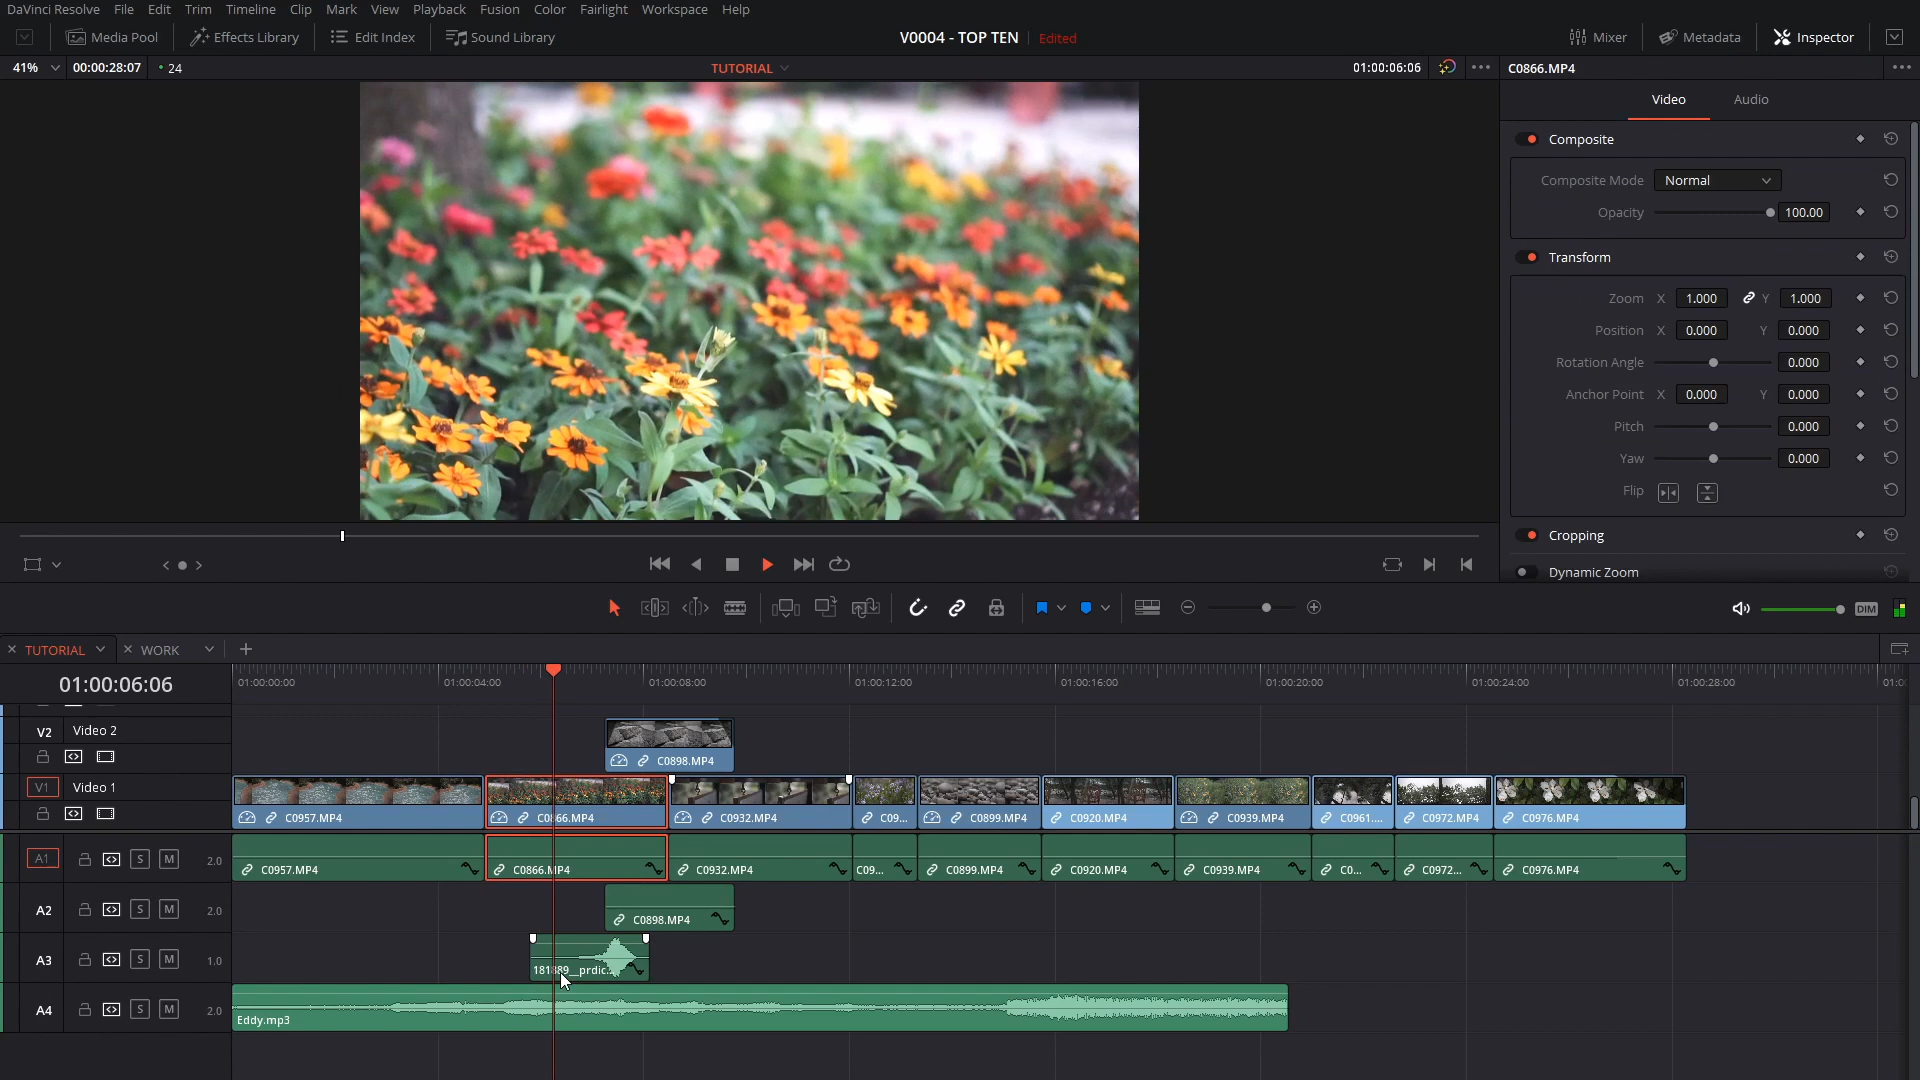 DaVinci Resolve File Edit Trim Timeline Clip Mark View Playback Fusion Color Fairlight Workspace Help
Media Pool Effects Library Edit Index Sound Library V0004 - TOP TEN Edited Mixer Metadata Inspector
41% 00:00:28:07 24 TUTORIAL 01:00:06:06 C0866.MP4
Video Audio
Composite
Composite Mode Normal
Opacity 100.00
Transform
Zoom X 1.000 Y 1.000
Position X 0.000 Y 0.000
Rotation Angle 0.000
Anchor Point X 0.000 Y 0.000
Pitch 0.000
Yaw 0.000
Flip
Cropping
Dynamic Zoom
DIM
TUTORIAL WORK
01:00:06:06 01:00:00:00 01:00:04:00 01:00:08:00 01:00:12:00 01:00:16:00 01:00:20:00 01:00:24:00 01:00:28:00
V2 Video 2
C0898.MP4
V1 Video 1
C0957.MP4 C0866.MP4 C0932.MP4 C09... C0899.MP4 C0920.MP4 C0939.MP4 C0961.... C0972.MP4 C0976.MP4
A1 S M 2.0 C0957.MP4 C0866.MP4 C0932.MP4 C09... C0899.MP4 C0920.MP4 C0939.MP4 C0... C0972... C0976.MP4
A2 S M 2.0 C0898.MP4
A3 S M 1.0 181889__prdic...
A4 S M 2.0 Eddy.mp3